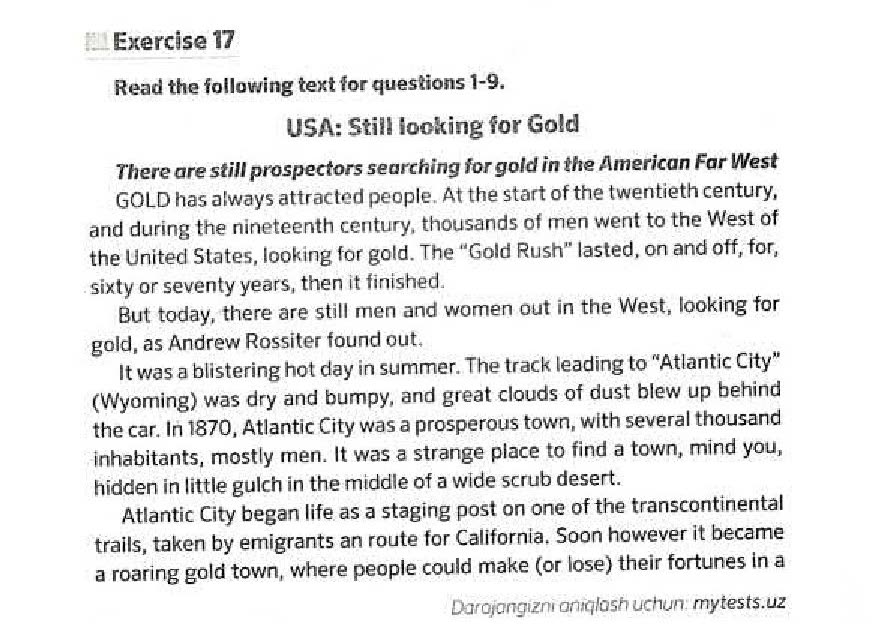 Exercise 17
Read the following text for questions 1-9.
USA: Still looking for Gold
There are still prospectors searching for gold in the American Far West
GOLD has always attracted people. At the start of the twentieth century,
and during the nineteenth century, thousands of men went to the West of
the United States, looking for gold. The "Gold Rush" lasted, on and off, for,
sixty or seventy years, then it finished.
But today, there are still men and women out in the West, looking for
gold, as Andrew Rossiter found out.
It was a blistering hot day in summer. The track leading to "Atlantic City"
(Wyoming) was dry and bumpy, and great clouds of dust blew up behind
the car. In 1870, Atlantic City was a prosperous town, with several thousand
inhabitants, mostly men. It was a strange place to find a town, mind you,
hidden in little gulch in the middle of a wide scrub desert.
Atlantic City began life as a staging post on one of the transcontinental
trails, taken by emigrants an route for California. Soon however it became
a roaring gold town, where people could make (or lose) their fortunes in a
Darajangizni aniqlash uchun: mytests.uz